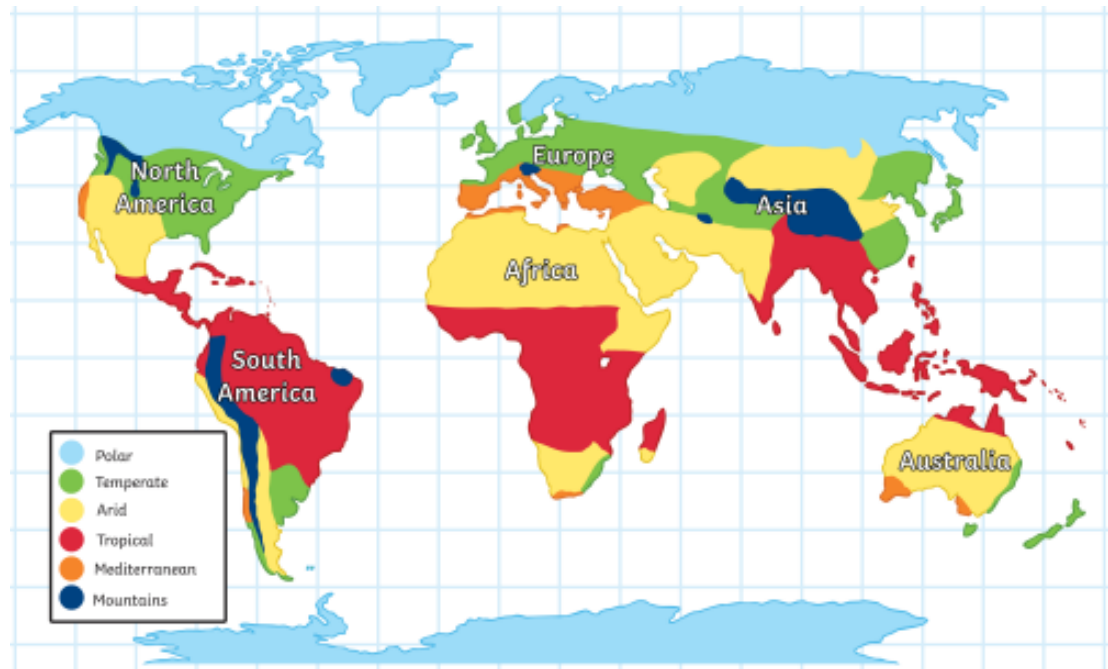 North
America
Europe
Asia
Africa
South
America
Australia
Polar
Temperate
Arid
Tropical
Mediterranean
Mountains